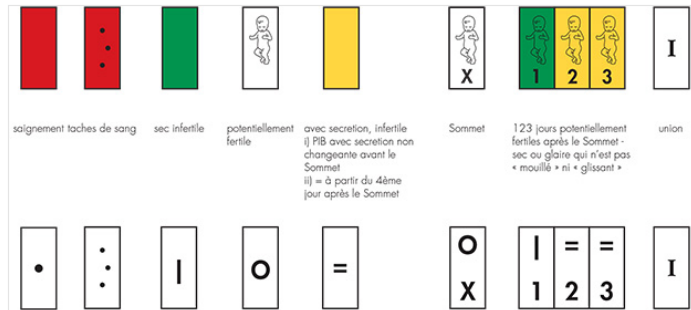 X 1 2 3 I
saignement taches de sang sec infertile potentiellement avec secretion, infertile Sommet 123 jours potentiellement union
fertile i) PIB avec secretion non fertiles après le Sommet -
changeante avant le sec ou glaire qui n'est pas
Sommet « mouillé » ni « glissant »
ii) = à partir du 4ème
jour après le Sommet
| O = O | = = I
X 1 2 3